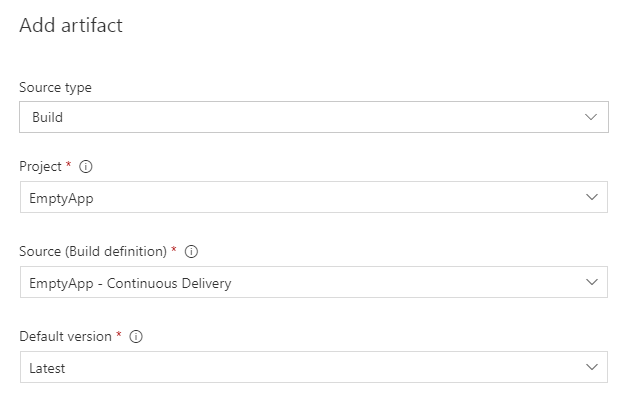 Add artifact
Source type
Build
Project *
EmptyApp
Source (Build definition) *
EmptyApp - Continuous Delivery
Default version *
Latest